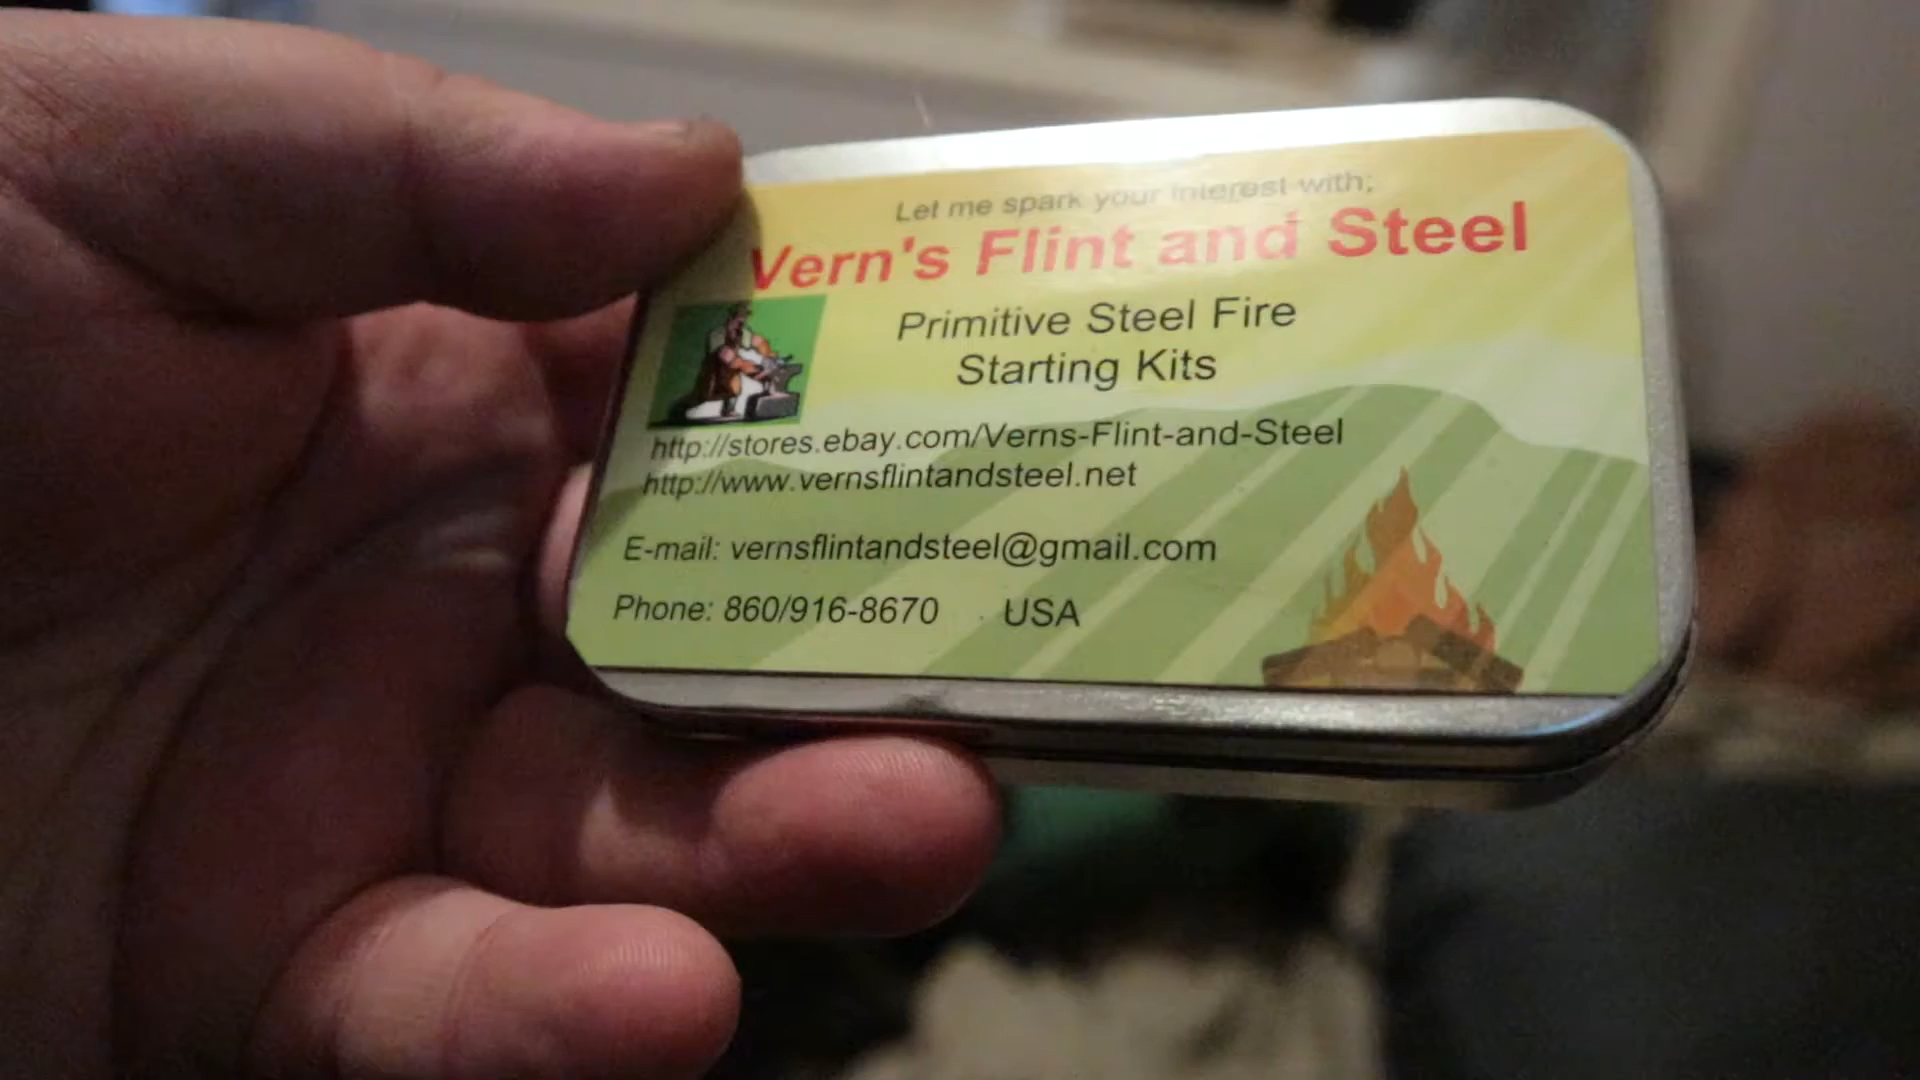 Let me spark your interest with;
Vern's Flint and Steel
Primitive Steel Fire
Starting Kits
http://stores.ebay.com/Verns-Flint-and-Steel
http://www.vernsflintandsteel.net
E-mail: vernsflintandsteel@gmail.com
Phone: 860/916-8670 USA